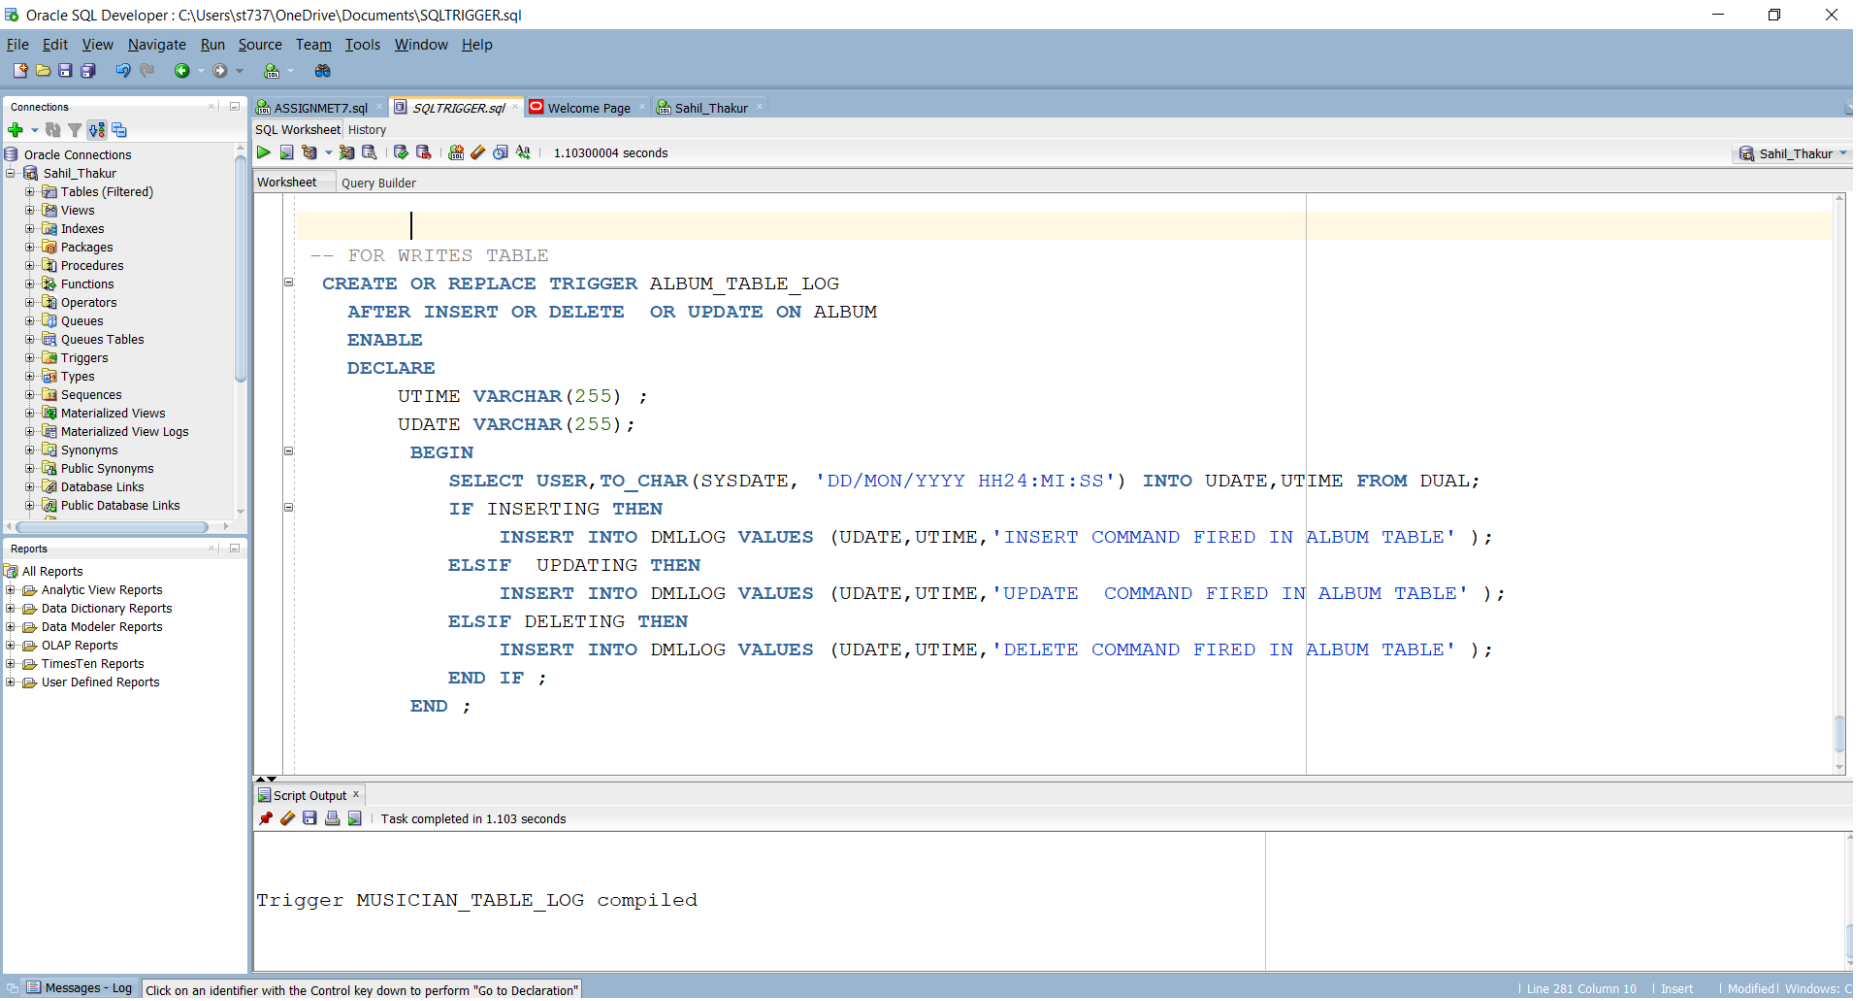 Oracle SQL Developer : C:\Users\st737\OneDrive\Documents\SQLTRIGGER.sql
File Edit View Navigate Run Source Team Tools Window Help
Connections
ASSIGNMET7.sql
SQLTRIGGER.sql
Welcome Page
Sahil_Thakur
SQL Worksheet History
1.10300004 seconds
Sahil_Thakur
Worksheet Query Builder
Oracle Connections
Sahil_Thakur
Tables (Filtered)
Views
Indexes
Packages
Procedures
Functions
Operators
Queues
Queues Tables
Triggers
Types
Sequences
Materialized Views
Materialized View Logs
Synonyms
Public Synonyms
Database Links
Public Database Links
Reports
All Reports
Analytic View Reports
Data Dictionary Reports
Data Modeler Reports
OLAP Reports
TimesTen Reports
User Defined Reports
-- FOR WRITES TABLE
CREATE OR REPLACE TRIGGER ALBUM_TABLE_LOG
AFTER INSERT OR DELETE  OR UPDATE ON ALBUM
ENABLE
DECLARE
UTIME VARCHAR(255) ;
UDATE VARCHAR(255);
BEGIN
SELECT USER,TO_CHAR(SYSDATE, 'DD/MON/YYYY HH24:MI:SS') INTO UDATE,UTIME FROM DUAL;
IF INSERTING THEN
INSERT INTO DMLLOG VALUES (UDATE,UTIME,'INSERT COMMAND FIRED IN ALBUM TABLE' );
ELSIF  UPDATING THEN
INSERT INTO DMLLOG VALUES (UDATE,UTIME,'UPDATE  COMMAND FIRED IN ALBUM TABLE' );
ELSIF DELETING THEN
INSERT INTO DMLLOG VALUES (UDATE,UTIME,'DELETE COMMAND FIRED IN ALBUM TABLE' );
END IF ;
END ;
Script Output
Task completed in 1.103 seconds
Trigger MUSICIAN_TABLE_LOG compiled
Messages - Log
Click on an identifier with the Control key down to perform "Go to Declaration"
Line 281 Column 10 | Insert | Modified | Windows: C